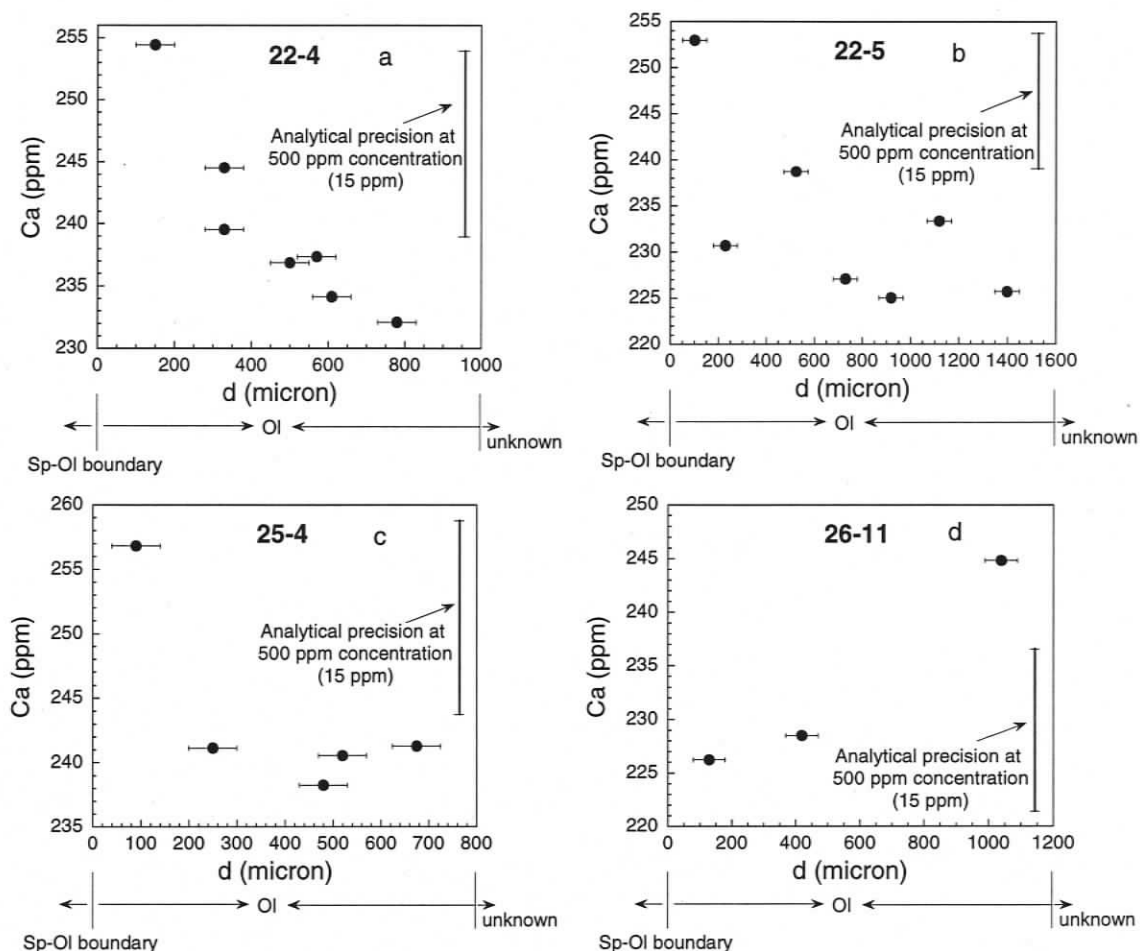 22-4 a
Ca (ppm)
255
250
245
240
235
230
Analytical precision at
500 ppm concentration
(15 ppm)
0 200 400 600 800 1000
d (micron)
Ol
unknown
Sp-Ol boundary
22-5 b
Ca (ppm)
255
250
245
240
235
230
225
220
Analytical precision at
500 ppm concentration
(15 ppm)
0 200 400 600 800 1000 1200 1400 1600
d (micron)
Ol
unknown
Sp-Ol boundary
25-4 c
Ca (ppm)
260
255
250
245
240
235
Analytical precision at
500 ppm concentration
(15 ppm)
0 100 200 300 400 500 600 700 800
d (micron)
Ol
unknown
Sp-Ol boundary
26-11 d
Ca (ppm)
250
245
240
235
230
225
220
Analytical precision at
500 ppm concentration
(15 ppm)
0 200 400 600 800 1000 1200
d (micron)
Ol
unknown
Sp-Ol boundary